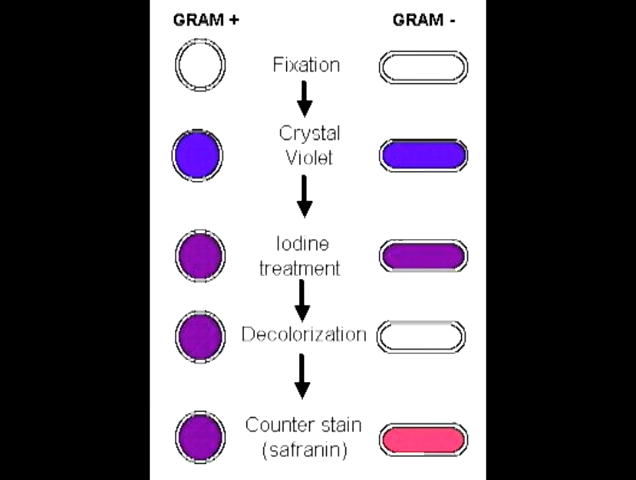 GRAM + GRAM -
Fixation
Crystal
Violet
Iodine
treatment
Decolorization
Counter stain
(safranin)